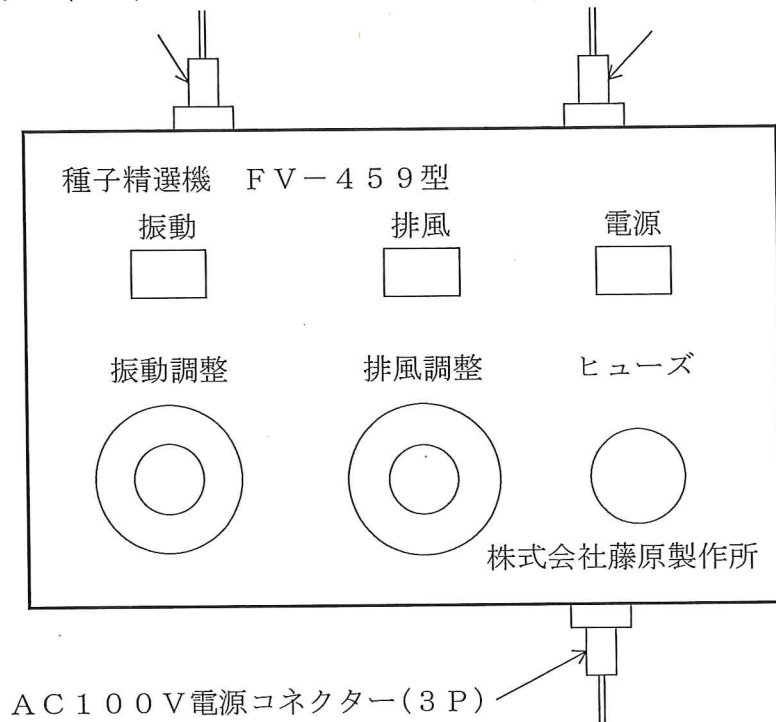 種子精選機　ＦＶ－４５９型
振動　排風　電源
振動調整　排風調整　ヒューズ
株式会社藤原製作所
ＡＣ１００Ｖ電源コネクター(３Ｐ)